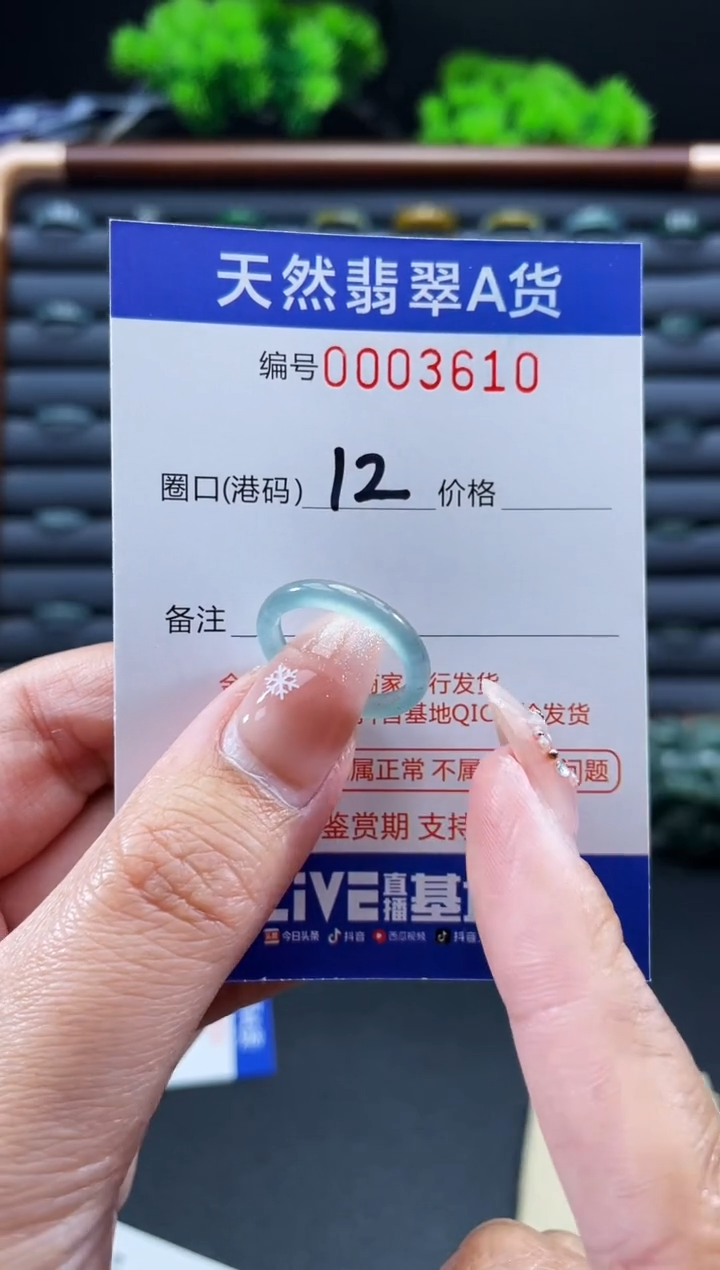 天然翡翠A货
编号0003610
圈口(港码) 12 价格
备注
行发货
基地QIC 发货
属正常 不属 问题
鉴赏期 支持
LiVE直播基
今日头条 抖音 西瓜视频 抖音